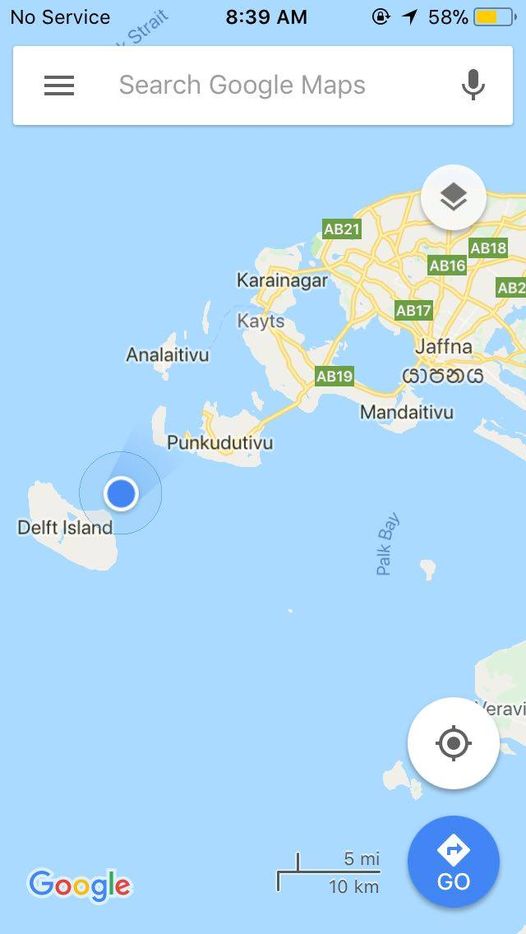 No Service 8:39 AM 58%
k Strait
Search Google Maps
AB21
AB18
AB16
Karainagar
AB2
AB17
Kayts
Jaffna
Analaitivu
යාපනය
AB19
Mandaitivu
Punkudutivu
Delft Island
Palk Bay
Veravi
5 mi
10 km
Google
GO